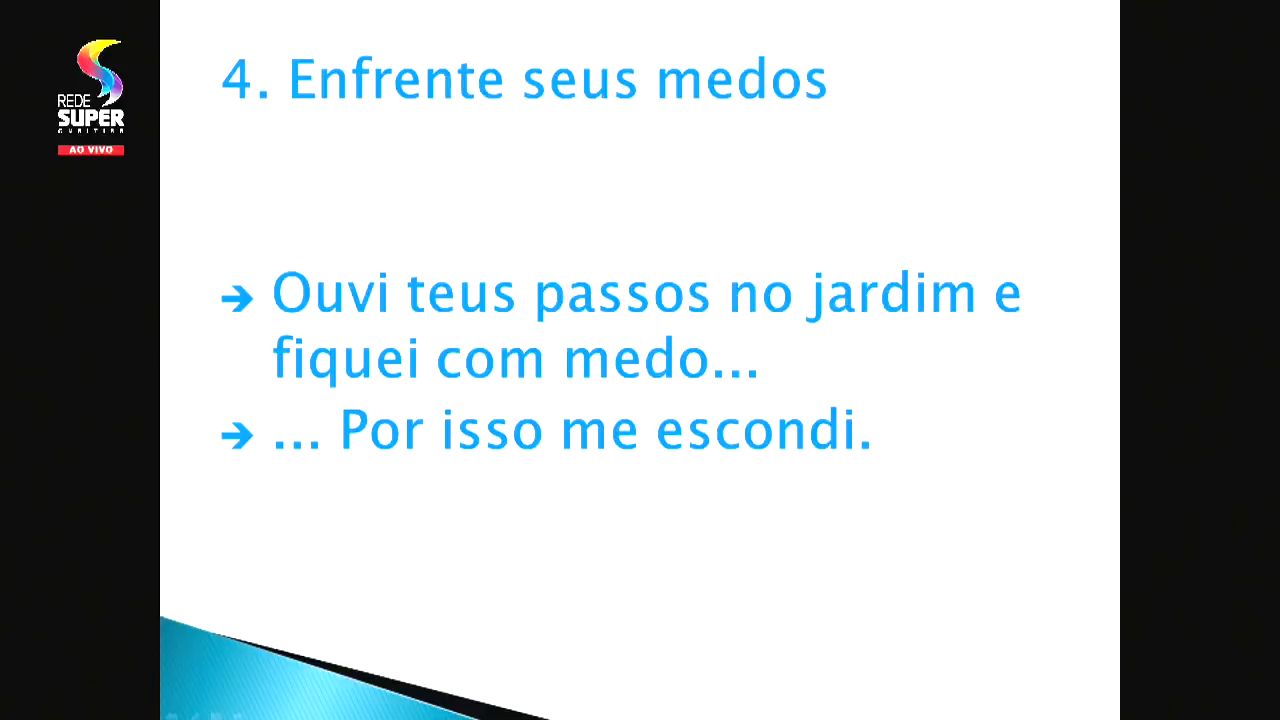 REDE
SUPER
CURITIBA
AO VIVO
4. Enfrente seus medos
➔ Ouvi teus passos no jardim e
fiquei com medo...
➔ ... Por isso me escondi.